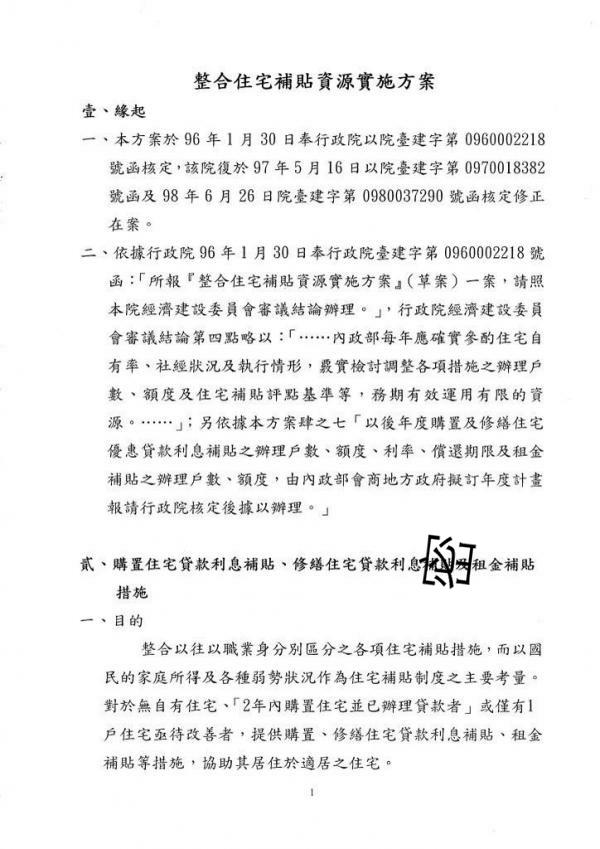 整合住宅補貼資源實施方案
壹、緣起
一、本方案於 96 年 1 月 30 日奉行政院以院臺建字第 0960002218
號函核定，該院復於 97 年 5 月 16 日以院臺建字第 0970018382
號函及 98 年 6 月 26 日院臺建字第 0980037290 號函核定修正
在案。
二、依據行政院 96 年 1 月 30 日奉行政院臺建字第 0960002218 號
函：「所報『整合住宅補貼資源實施方案』（草案）一案，請照
本院經濟建設委員會審議結論辦理。」，行政院經濟建設委員
會審議結論第四點略以：「……內政部每年應確實參酌住宅自
有率、社經狀況及執行情形，覈實檢討調整各項措施之辦理戶
數、額度及住宅補貼評點基準等，務期有效運用有限的資
源。……」；另依據本方案肆之七「以後年度購置及修繕住宅
優惠貸款利息補貼之辦理戶數、額度、利率、償還期限及租金
補貼之辦理戶數、額度，由內政部會商地方政府擬訂年度計畫
報請行政院核定後據以辦理。」
貳、購置住宅貸款利息補貼、修繕住宅貸款利息補貼及租金補貼
措施
一、目的
整合以往以職業身分別區分之各項住宅補貼措施，而以國
民的家庭所得及各種弱勢狀況作為住宅補貼制度之主要考量。
對於無自有住宅、「2年內購置住宅並已辦理貸款者」或僅有1
戶住宅亟待改善者，提供購置、修繕住宅貸款利息補貼、租金
補貼等措施，協助其居住於適居之住宅。
1